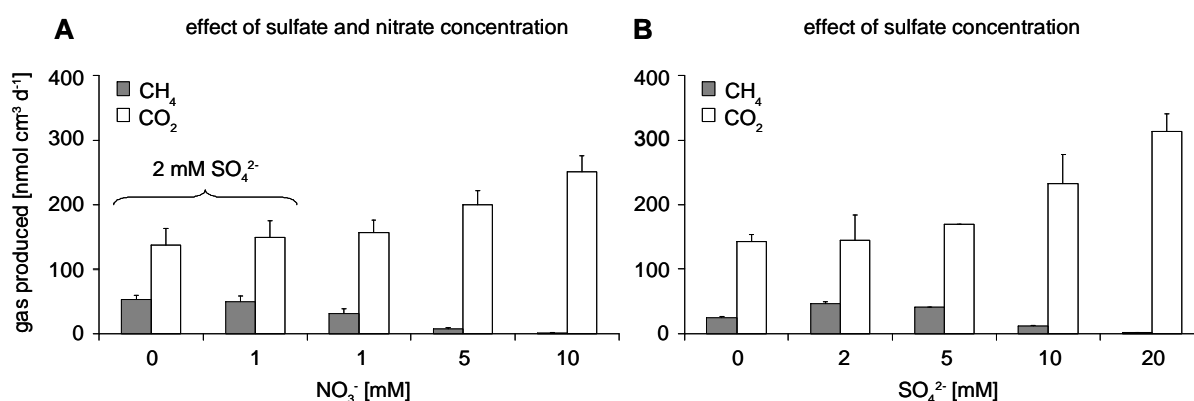 A effect of sulfate and nitrate concentration
gas produced [nmol cm⁻³ d⁻¹]
400
300
200
100
0
CH₄
CO₂
2 mM SO₄²⁻
0 1 1 5 10
NO₃⁻ [mM]
B effect of sulfate concentration
400
300
200
100
0
CH₄
CO₂
0 2 5 10 20
SO₄²⁻ [mM]